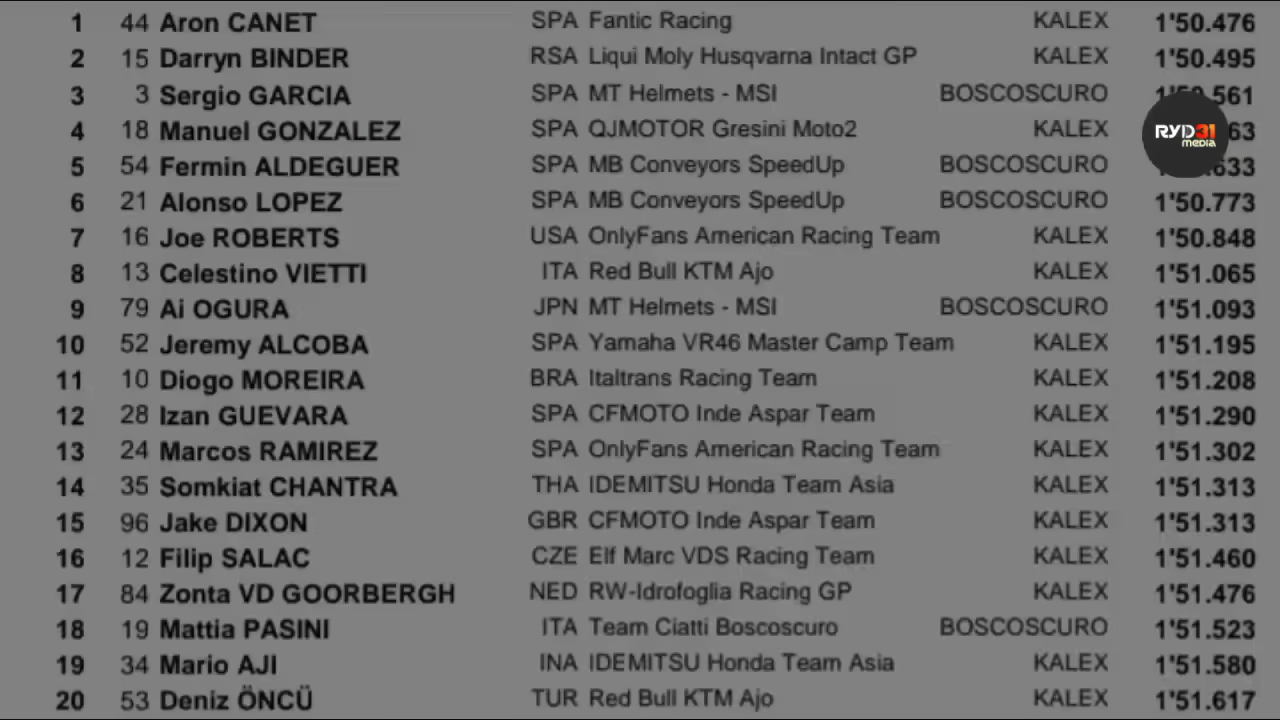 1 44 Aron CANET SPA Fantic Racing KALEX 1'50.476
2 15 Darryn BINDER RSA Liqui Moly Husqvarna Intact GP KALEX 1'50.495
3 3 Sergio GARCIA SPA MT Helmets - MSI BOSCOSCURO .561
4 18 Manuel GONZALEZ SPA QJMOTOR Gresini Moto2 KALEX 63
RYD31
media
5 54 Fermin ALDEGUER SPA MB Conveyors SpeedUp BOSCOSCURO .633
6 21 Alonso LOPEZ SPA MB Conveyors SpeedUp BOSCOSCURO 1'50.773
7 16 Joe ROBERTS USA OnlyFans American Racing Team KALEX 1'50.848
8 13 Celestino VIETTI ITA Red Bull KTM Ajo KALEX 1'51.065
9 79 Ai OGURA JPN MT Helmets - MSI BOSCOSCURO 1'51.093
10 52 Jeremy ALCOBA SPA Yamaha VR46 Master Camp Team KALEX 1'51.195
11 10 Diogo MOREIRA BRA Italtrans Racing Team KALEX 1'51.208
12 28 Izan GUEVARA SPA CFMOTO Inde Aspar Team KALEX 1'51.290
13 24 Marcos RAMIREZ SPA OnlyFans American Racing Team KALEX 1'51.302
14 35 Somkiat CHANTRA THA IDEMITSU Honda Team Asia KALEX 1'51.313
15 96 Jake DIXON GBR CFMOTO Inde Aspar Team KALEX 1'51.313
16 12 Filip SALAC CZE Elf Marc VDS Racing Team KALEX 1'51.460
17 84 Zonta VD GOORBERGH NED RW-Idrofoglia Racing GP KALEX 1'51.476
18 19 Mattia PASINI ITA Team Ciatti Boscoscuro BOSCOSCURO 1'51.523
19 34 Mario AJI INA IDEMITSU Honda Team Asia KALEX 1'51.580
20 53 Deniz ÖNCÜ TUR Red Bull KTM Ajo KALEX 1'51.617